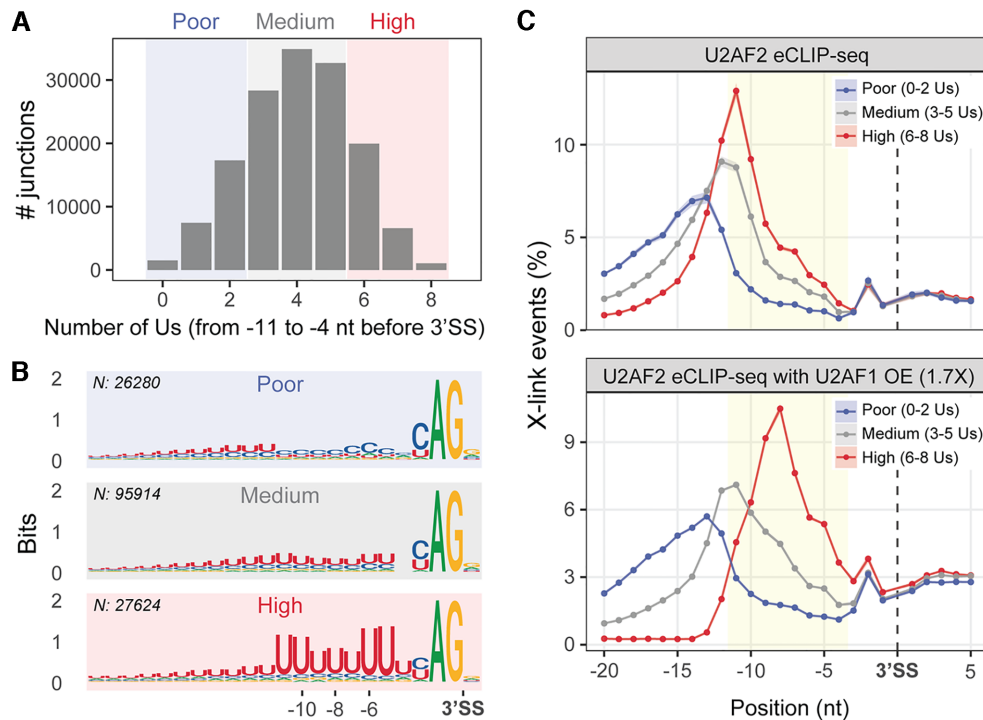 A
Poor Medium High
# junctions
30000
20000
10000
0
0 2 4 6 8
Number of Us (from -11 to -4 nt before 3'SS)
B
Bits
2
1
0
N: 26280
Poor
CAG
U
2
1
0
N: 95914
Medium
CAG
U
2
1
0
N: 27624
High
UUUUUUUUCAG
U
-10 -8 -6 3'SS
C
X-link events (%)
U2AF2 eCLIP-seq
Poor (0-2 Us)
Medium (3-5 Us)
High (6-8 Us)
10
5
0
U2AF2 eCLIP-seq with U2AF1 OE (1.7X)
Poor (0-2 Us)
Medium (3-5 Us)
High (6-8 Us)
9
6
3
0
-20 -15 -10 -5 3'SS 5
Position (nt)